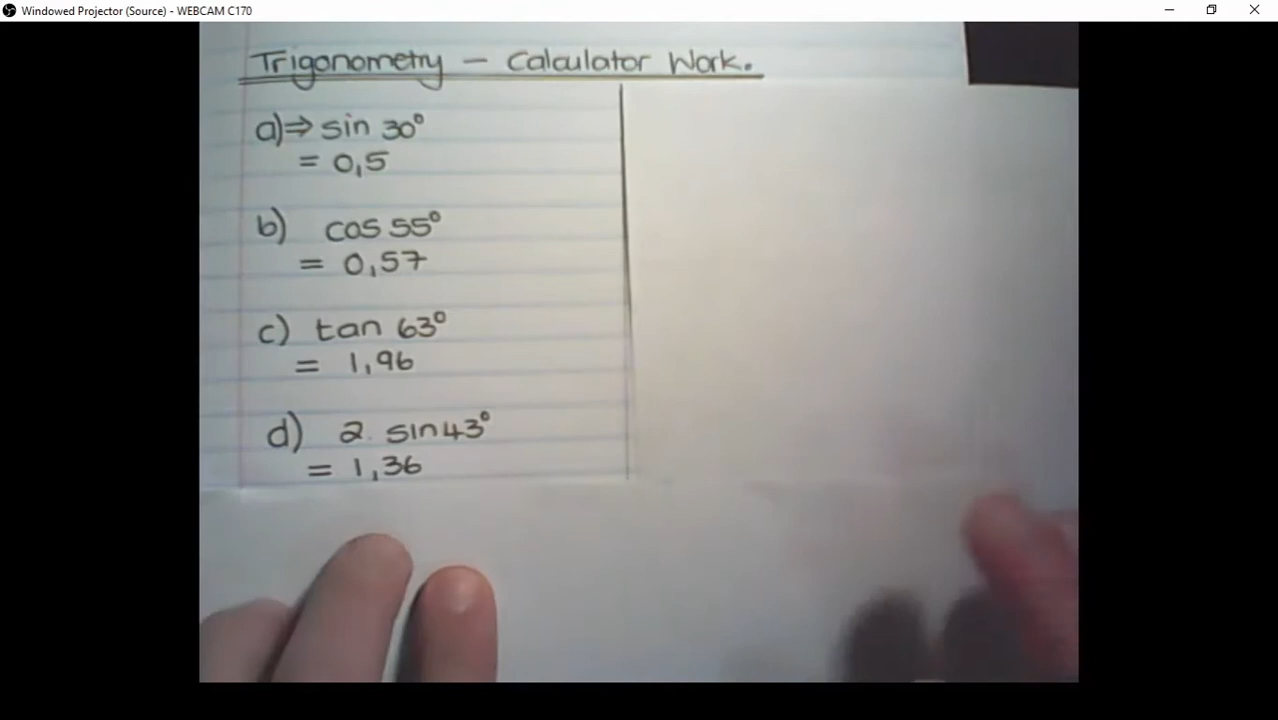 Windowed Projector (Source) - WEBCAM C170
Trigonometry – Calculator Work.
a)⇒ sin 30°
= 0,5
b) cos 55°
= 0,57
c) tan 63°
= 1,96
d) 2. sin 43°
= 1,36